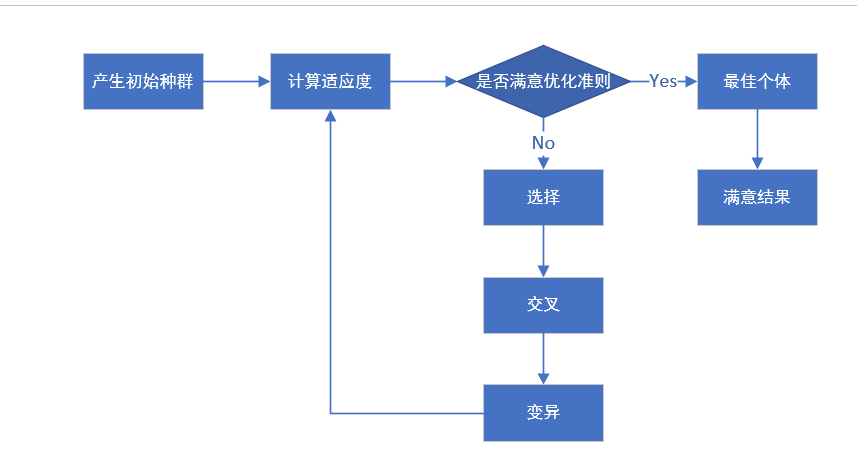 产生初始种群
计算适应度
是否满意优化准则
Yes
最佳个体
No
选择
满意结果
交叉
变异